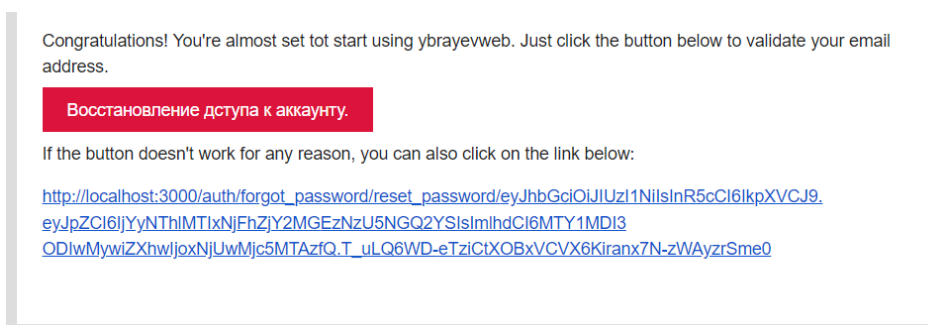 Congratulations! You're almost set tot start using ybrayevweb. Just click the button below to validate your email
address.
Восстановление дступа к аккаунту.
If the button doesn't work for any reason, you can also click on the link below:
http://localhost:3000/auth/forgot_password/reset_password/eyJhbGciOiJIUzI1NiIsInR5cCI6IkpXVCJ9.
eyJpZCI6IjYyNThlMTIxNjFhZjY2MGEzNzU5NGQ2YSIsImlhdCI6MTY1MDI3
ODIwMywiZXhwIjoxNjUwMjc5MTAzfQ.T_uLQ6WD-eTziCtXOBxVCVX6Kiranx7N-zWAyzrSme0